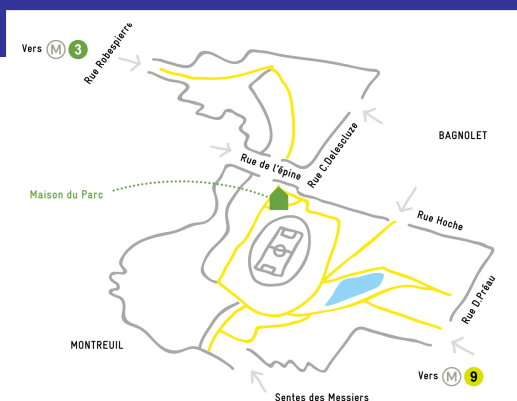 Vers M 3
Rue Robespierre
Rue C.Delescluze
BAGNOLET
Rue de l'épine
Maison du Parc
Rue Hoche
Rue D.Préau
MONTREUIL
Vers M 9
Sentes des Messiers